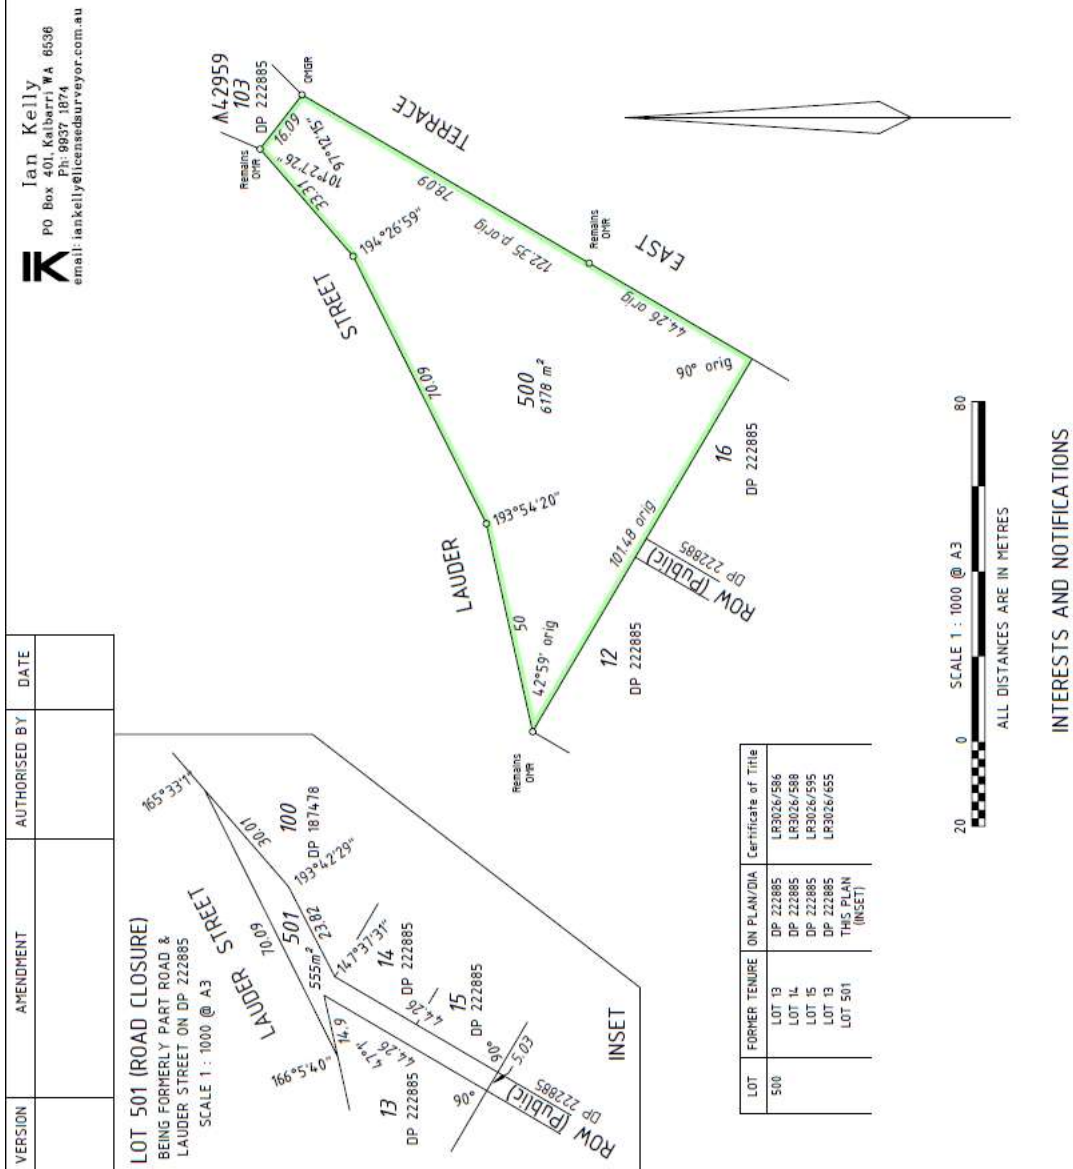 Ian Kelly
PO Box 401, Kalbarri WA 6536
Ph: 9937 1874
email: iankelly@licensedsurveyor.com.au
IK
VERSION
AMENDMENT
AUTHORISED BY
DATE
LOT 501 (ROAD CLOSURE)
BEING FORMERLY PART ROAD &
LAUDER STREET ON DP 222885
SCALE 1 : 1000 @ A3
LAUDER STREET
165°33'1"
70.09
30.01
100
DP 187478
501
555m²
23.82
193°42'29"
147°37'31"
14
DP 222885
166°5'40"
14.9
47°1'
44.26
44.26
15
DP 222885
13
DP 222885
90°
90°
5.03
ROW (Public)
DP 222885
INSET
42959
103
DP 222885
OMGR
Remains
OMR
16.09
97°12'15"
101°27'26"
33.31
194°26'59"
STREET
TERRACE
78.09
122.35 p.orig
Remains
OMR
EAST
44.26 orig
90° orig
70.09
500
6178 m²
193°54'20"
LAUDER
50
42°59' orig
Remains
OMR
101.48 orig
16
DP 222885
12
DP 222885
ROW (Public)
DP 222885
LOT FORMER TENURE ON PLAN/DIA Certificate of Title
500 LOT 13 DP 222885 LR3026/586
LOT 14 DP 222885 LR3026/588
LOT 15 DP 222885 LR3026/595
LOT 13 DP 222885 LR3026/655
LOT 501 THIS PLAN
(INSET)
20 0 80
SCALE 1 : 1000 @ A3
ALL DISTANCES ARE IN METRES
INTERESTS AND NOTIFICATIONS